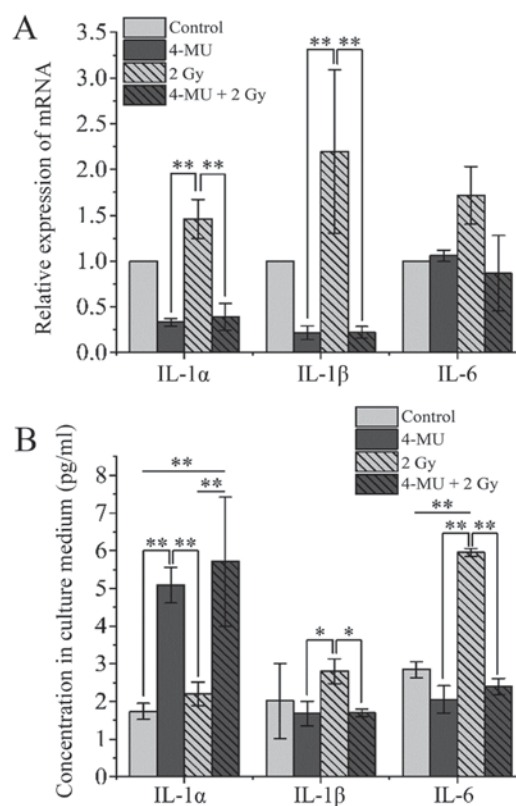 A
Control
4-MU
2 Gy
4-MU + 2 Gy
** **
** **
Relative expression of mRNA
3.5
3.0
2.5
2.0
1.5
1.0
0.5
0.0
IL-1α IL-1β IL-6
B
Control
4-MU
2 Gy
4-MU + 2 Gy
**
**
** **
* *
**
** **
Concentration in culture medium (pg/ml)
8
7
6
5
4
3
2
1
0
IL-1α IL-1β IL-6